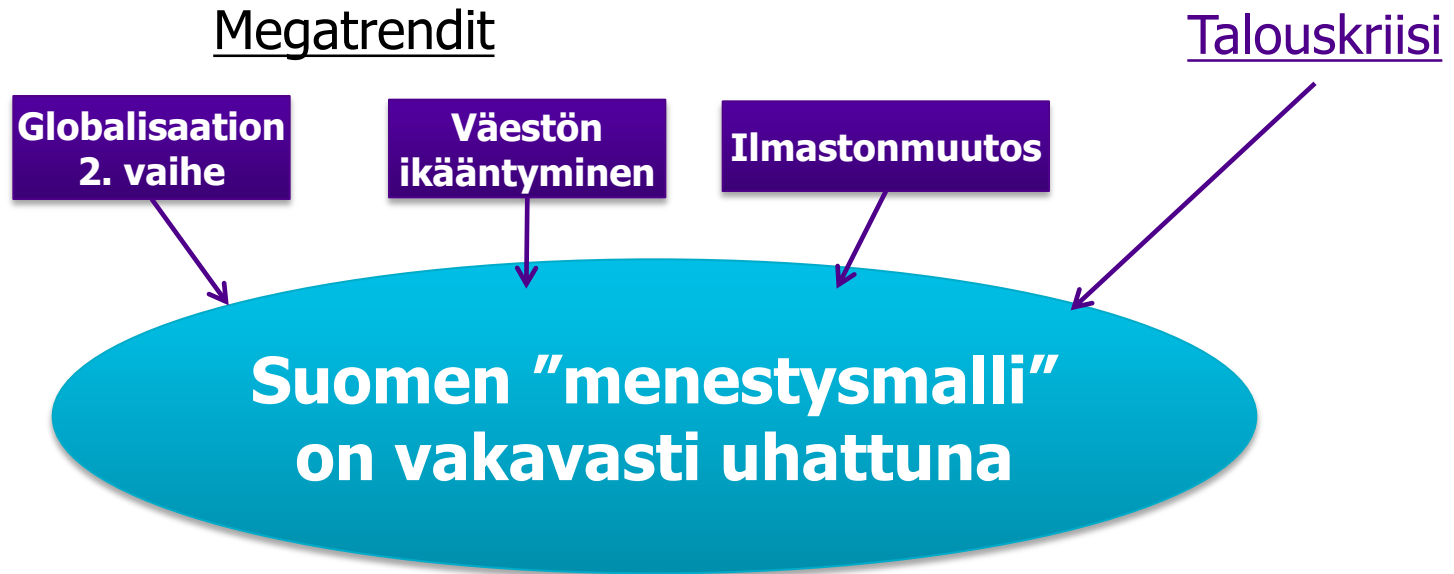 Megatrendit
Talouskriisi
Globalisaation
2. vaihe
Väestön
ikääntyminen
Ilmastonmuutos
Suomen ”menestysmalli”
on vakavasti uhattuna